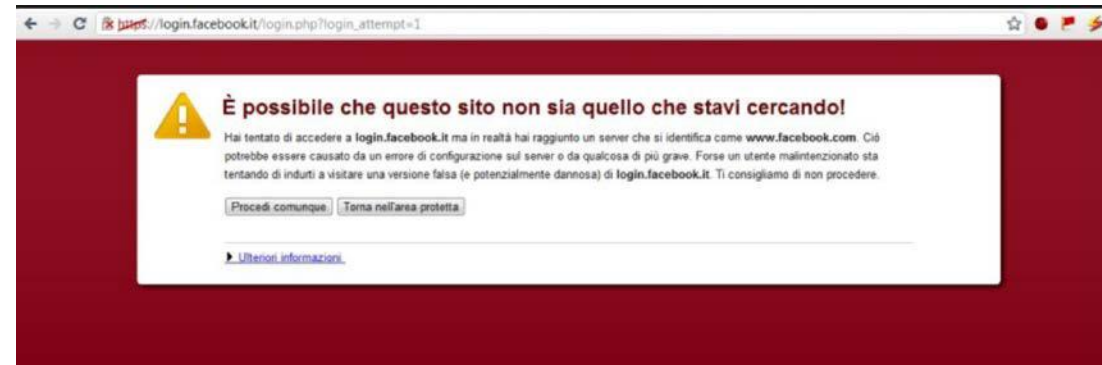 https://login.facebook.it/login.php?login_attempt=1
È possibile che questo sito non sia quello che stavi cercando!
Hai tentato di accedere a login.facebook.it ma in realtà hai raggiunto un server che si identifica come www.facebook.com. Ciò
potrebbe essere causato da un errore di configurazione sul server o da qualcosa di più grave. Forse un utente malintenzionato sta
tentando di indurti a visitare una versione falsa (e potenzialmente dannosa) di login.facebook.it. Ti consigliamo di non procedere.
Procedi comunque Torna nell'area protetta
Ulteriori informazioni